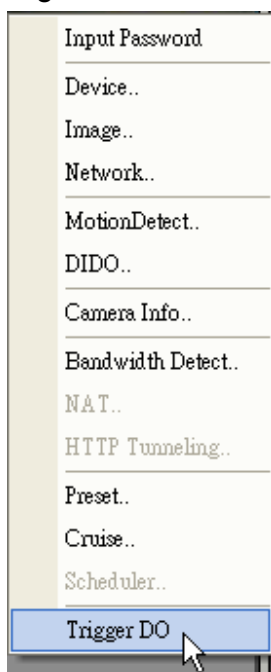 Input Password
Device..
Image..
Network..
MotionDetect..
DIDO..
Camera Info..
Bandwidth Detect..
NAT..
HTTP Tunneling..
Preset..
Cruise..
Scheduler..
Trigger DO